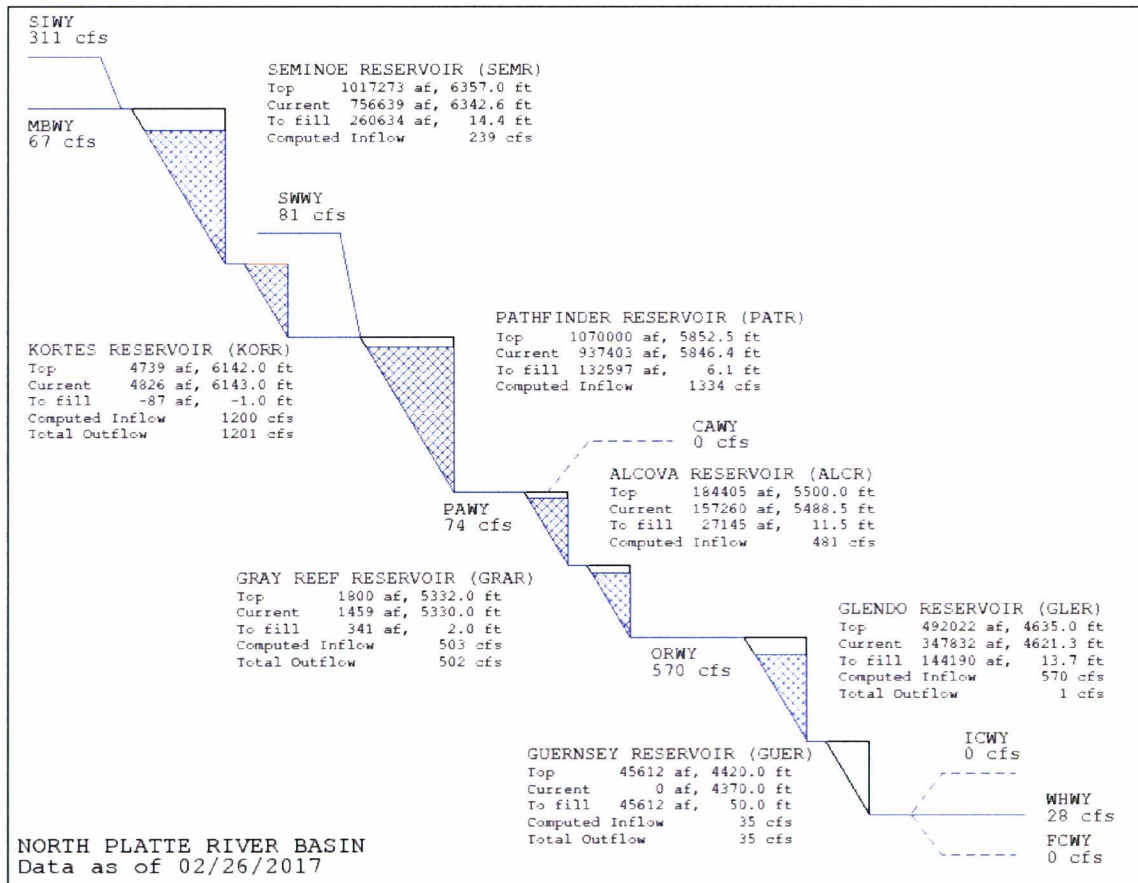 SIWY
311 cfs
SEMINOE RESERVOIR (SEMR)
Top 1017273 af, 6357.0 ft
Current 756639 af, 6342.6 ft
To fill 260634 af, 14.4 ft
Computed Inflow 239 cfs
MBWY
67 cfs
SWWY
81 cfs
PATHFINDER RESERVOIR (PATR)
Top 1070000 af, 5852.5 ft
Current 937403 af, 5846.4 ft
To fill 132597 af, 6.1 ft
Computed Inflow 1334 cfs
KORTES RESERVOIR (KORR)
Top 4739 af, 6142.0 ft
Current 4826 af, 6143.0 ft
To fill -87 af, -1.0 ft
Computed Inflow 1200 cfs
Total Outflow 1201 cfs
CAWY
0 cfs
ALCOVA RESERVOIR (ALCR)
Top 184405 af, 5500.0 ft
Current 157260 af, 5488.5 ft
To fill 27145 af, 11.5 ft
Computed Inflow 481 cfs
PAWY
74 cfs
GRAY REEF RESERVOIR (GRAR)
Top 1800 af, 5332.0 ft
Current 1459 af, 5330.0 ft
To fill 341 af, 2.0 ft
Computed Inflow 503 cfs
Total Outflow 502 cfs
GLENDO RESERVOIR (GLER)
Top 492022 af, 4635.0 ft
Current 347832 af, 4621.3 ft
To fill 144190 af, 13.7 ft
Computed Inflow 570 cfs
Total Outflow 1 cfs
ORWY
570 cfs
GUERNSEY RESERVOIR (GUER)
Top 45612 af, 4420.0 ft
Current 0 af, 4370.0 ft
To fill 45612 af, 50.0 ft
Computed Inflow 35 cfs
Total Outflow 35 cfs
ICWY
0 cfs
WHWY
28 cfs
FCWY
0 cfs
NORTH PLATTE RIVER BASIN
Data as of 02/26/2017